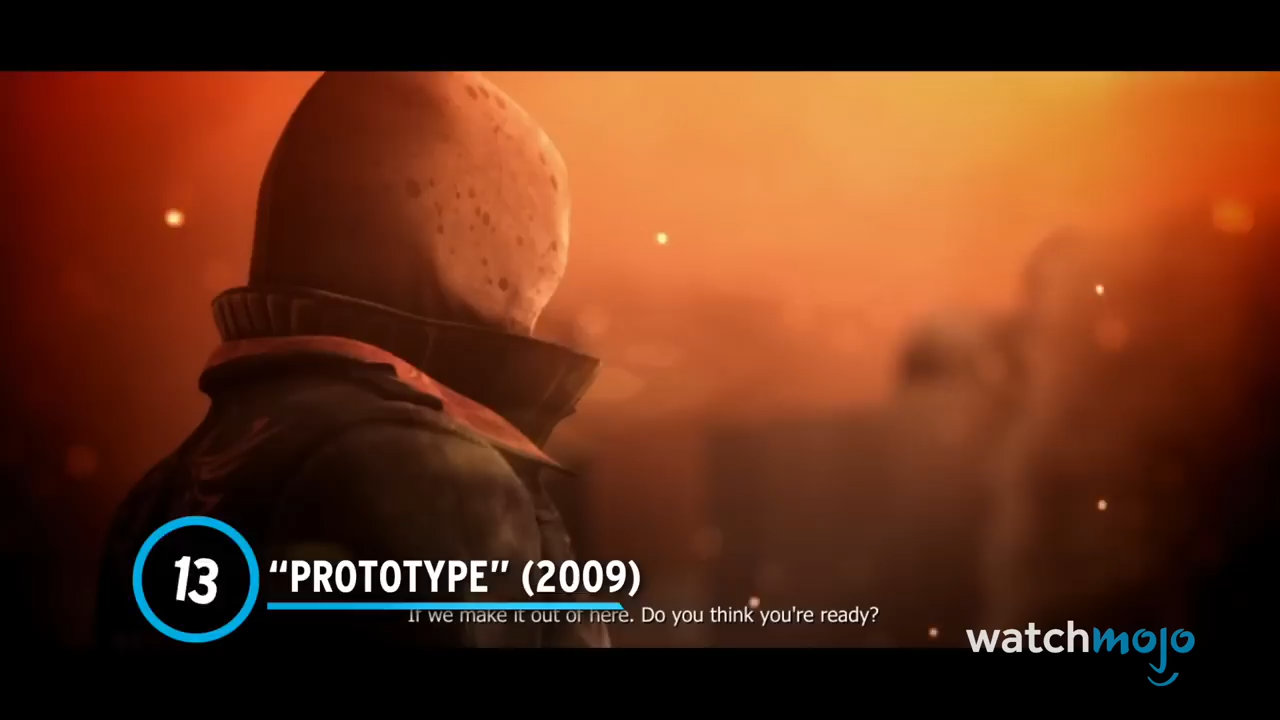 13
“PROTOTYPE” (2009)
If we make it out of here. Do you think you're ready?
watchmojo